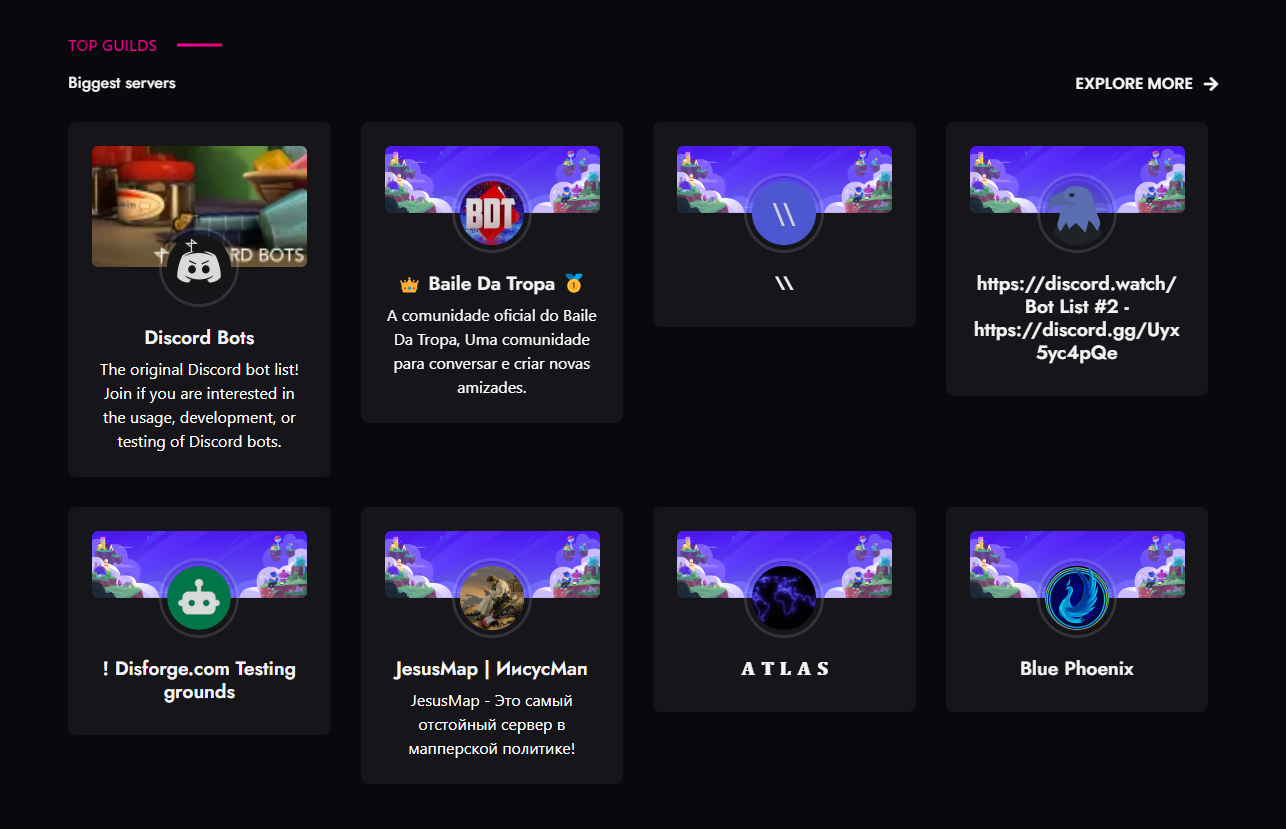 TOP GUILDS
Biggest servers
EXPLORE MORE →
RD BOTS
Discord Bots
The original Discord bot list!
Join if you are interested in
the usage, development, or
testing of Discord bots.
BDT
👑 Baile Da Tropa 🥇
A comunidade oficial do Baile
Da Tropa, Uma comunidade
para conversar e criar novas
amizades.
\\
\\
https://discord.watch/
Bot List #2 -
https://discord.gg/Uyx
5yc4pQe
! Disforge.com Testing
grounds
JesusMap | ИисусМап
JesusMap - Это самый
отстойный сервер в
мапперской политике!
A T L A S
Blue Phoenix